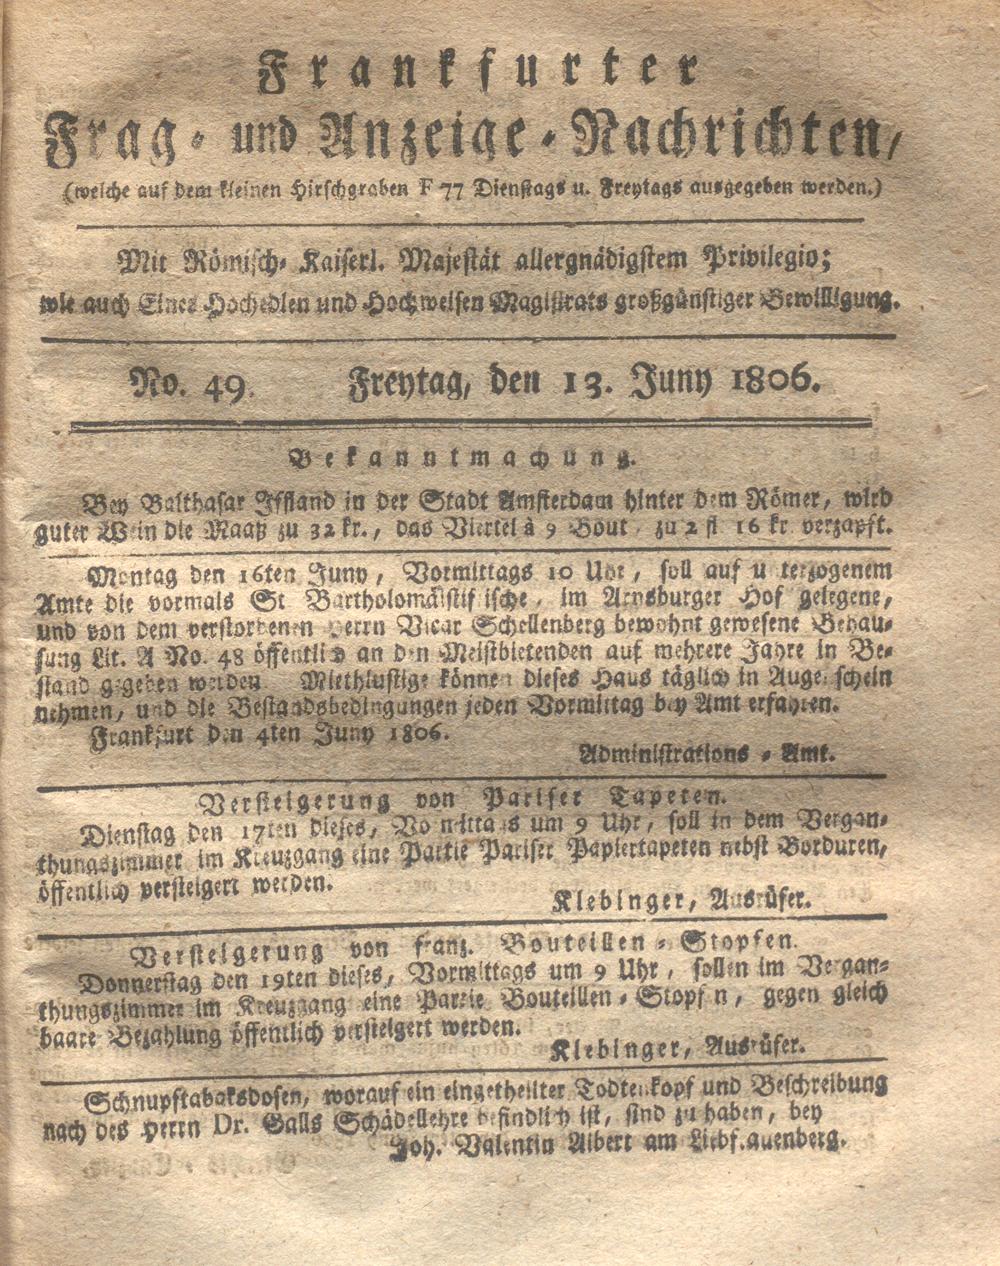 Frankfurter
Frag- und Anzeige-Nachrichten,
(welche auf dem kleinen Hirschgraben F 77 Dienstags u. Freytags ausgegeben werden.)
Mit Römisch-Kaiserl. Majestät allergnädigstem Privilegio;
wie auch Eines Hochedlen und Hochweisen Magistrats großgünstiger Bewilligung.
No. 49. Freytag, den 13. Juny 1806.
Bekanntmachung.
Bey Balthasar Iffland in der Stadt Amsterdam hinter dem Römer, wird
guter Wein die Maaß zu 32 kr., das Viertel à 9 Bout. zu 2 fl 16 kr verzapft.
Montag den 16ten Juny, Vormittags 10 Uhr, soll auf unterzogenem
Amte die vormals St Bartholomäistiftische, im Arnsburger Hof gelegene,
und von dem verstorbenen Herrn Vicar Schellenberg bewohnt gewesene Behau-
sung Lit. A No. 48 öffentlich an den Meistbietenden auf mehrere Jahre in Be-
stand gegeben werden Miethlustige können dieses Haus täglich in Augenschein
nehmen, und die Bestandsbedingungen jeden Vormittag bey Amt erfahren.
Frankfurt den 4ten Juny 1806.
Administrations-Amt.
Versteigerung von Pariser Tapeten.
Dienstag den 17ten dieses, Vormittags um 9 Uhr, soll in dem Vergan-
thungszimmer im Kreuzgang eine Partie Pariser Papiertapeten nebst Borduren,
öffentlich versteigert werden.
Klebinger, Ausrüfer.
Versteigerung von franz. Bouteillen-Stopfen.
Donnerstag den 19ten dieses, Vormittags um 9 Uhr, sollen im Vergan-
thungszimmer im Kreuzgang eine Partie Bouteillen-Stopfen, gegen gleich
baare Bezahlung öffentlich versteigert werden.
Klebinger, Ausrüfer.
Schnupftabaksdosen, worauf ein eingetheilter Todtenkopf und Beschreibung
nach des Herrn Dr. Galls Schädellehre befindlich ist, sind zu haben, bey
Joh. Valentin Albert am Liebfrauenberg.